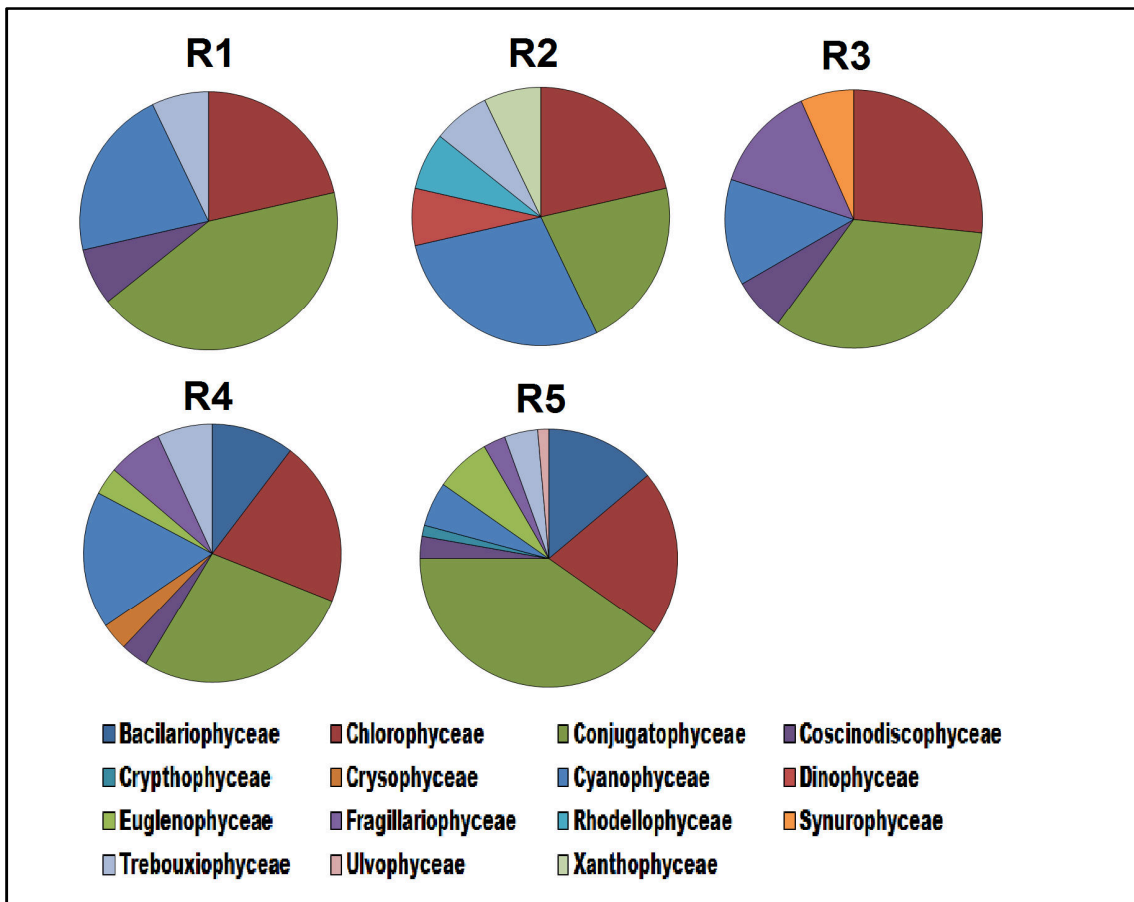 R1 R2 R3
R4 R5
Bacilariophyceae Chlorophyceae Conjugatophyceae Coscinodiscophyceae
Crypthophyceae Crysophyceae Cyanophyceae Dinophyceae
Euglenophyceae Fragillariophyceae Rhodellophyceae Synurophyceae
Trebouxiophyceae Ulvophyceae Xanthophyceae